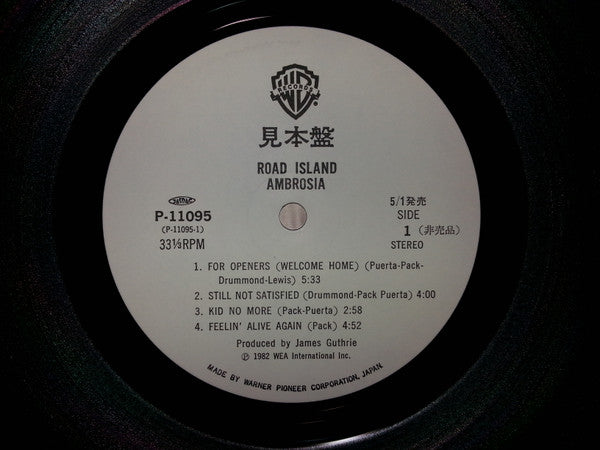 WB
RECORDS
®
見本盤
ROAD ISLAND
AMBROSIA
P-11095
(P-11095-1)
33⅓RPM
5/1発売
SIDE
1 (非売品)
STEREO
1. FOR OPENERS (WELCOME HOME) (Puerta-Pack-
Drummond-Lewis) 5:33
2. STILL NOT SATISFIED (Drummond-Pack Puerta) 4:00
3. KID NO MORE (Pack-Puerta) 2:58
4. FEELIN' ALIVE AGAIN (Pack) 4:52
Produced by James Guthrie
Ⓟ 1982 WEA International Inc.
MADE BY WARNER PIONEER CORPORATION, JAPAN.